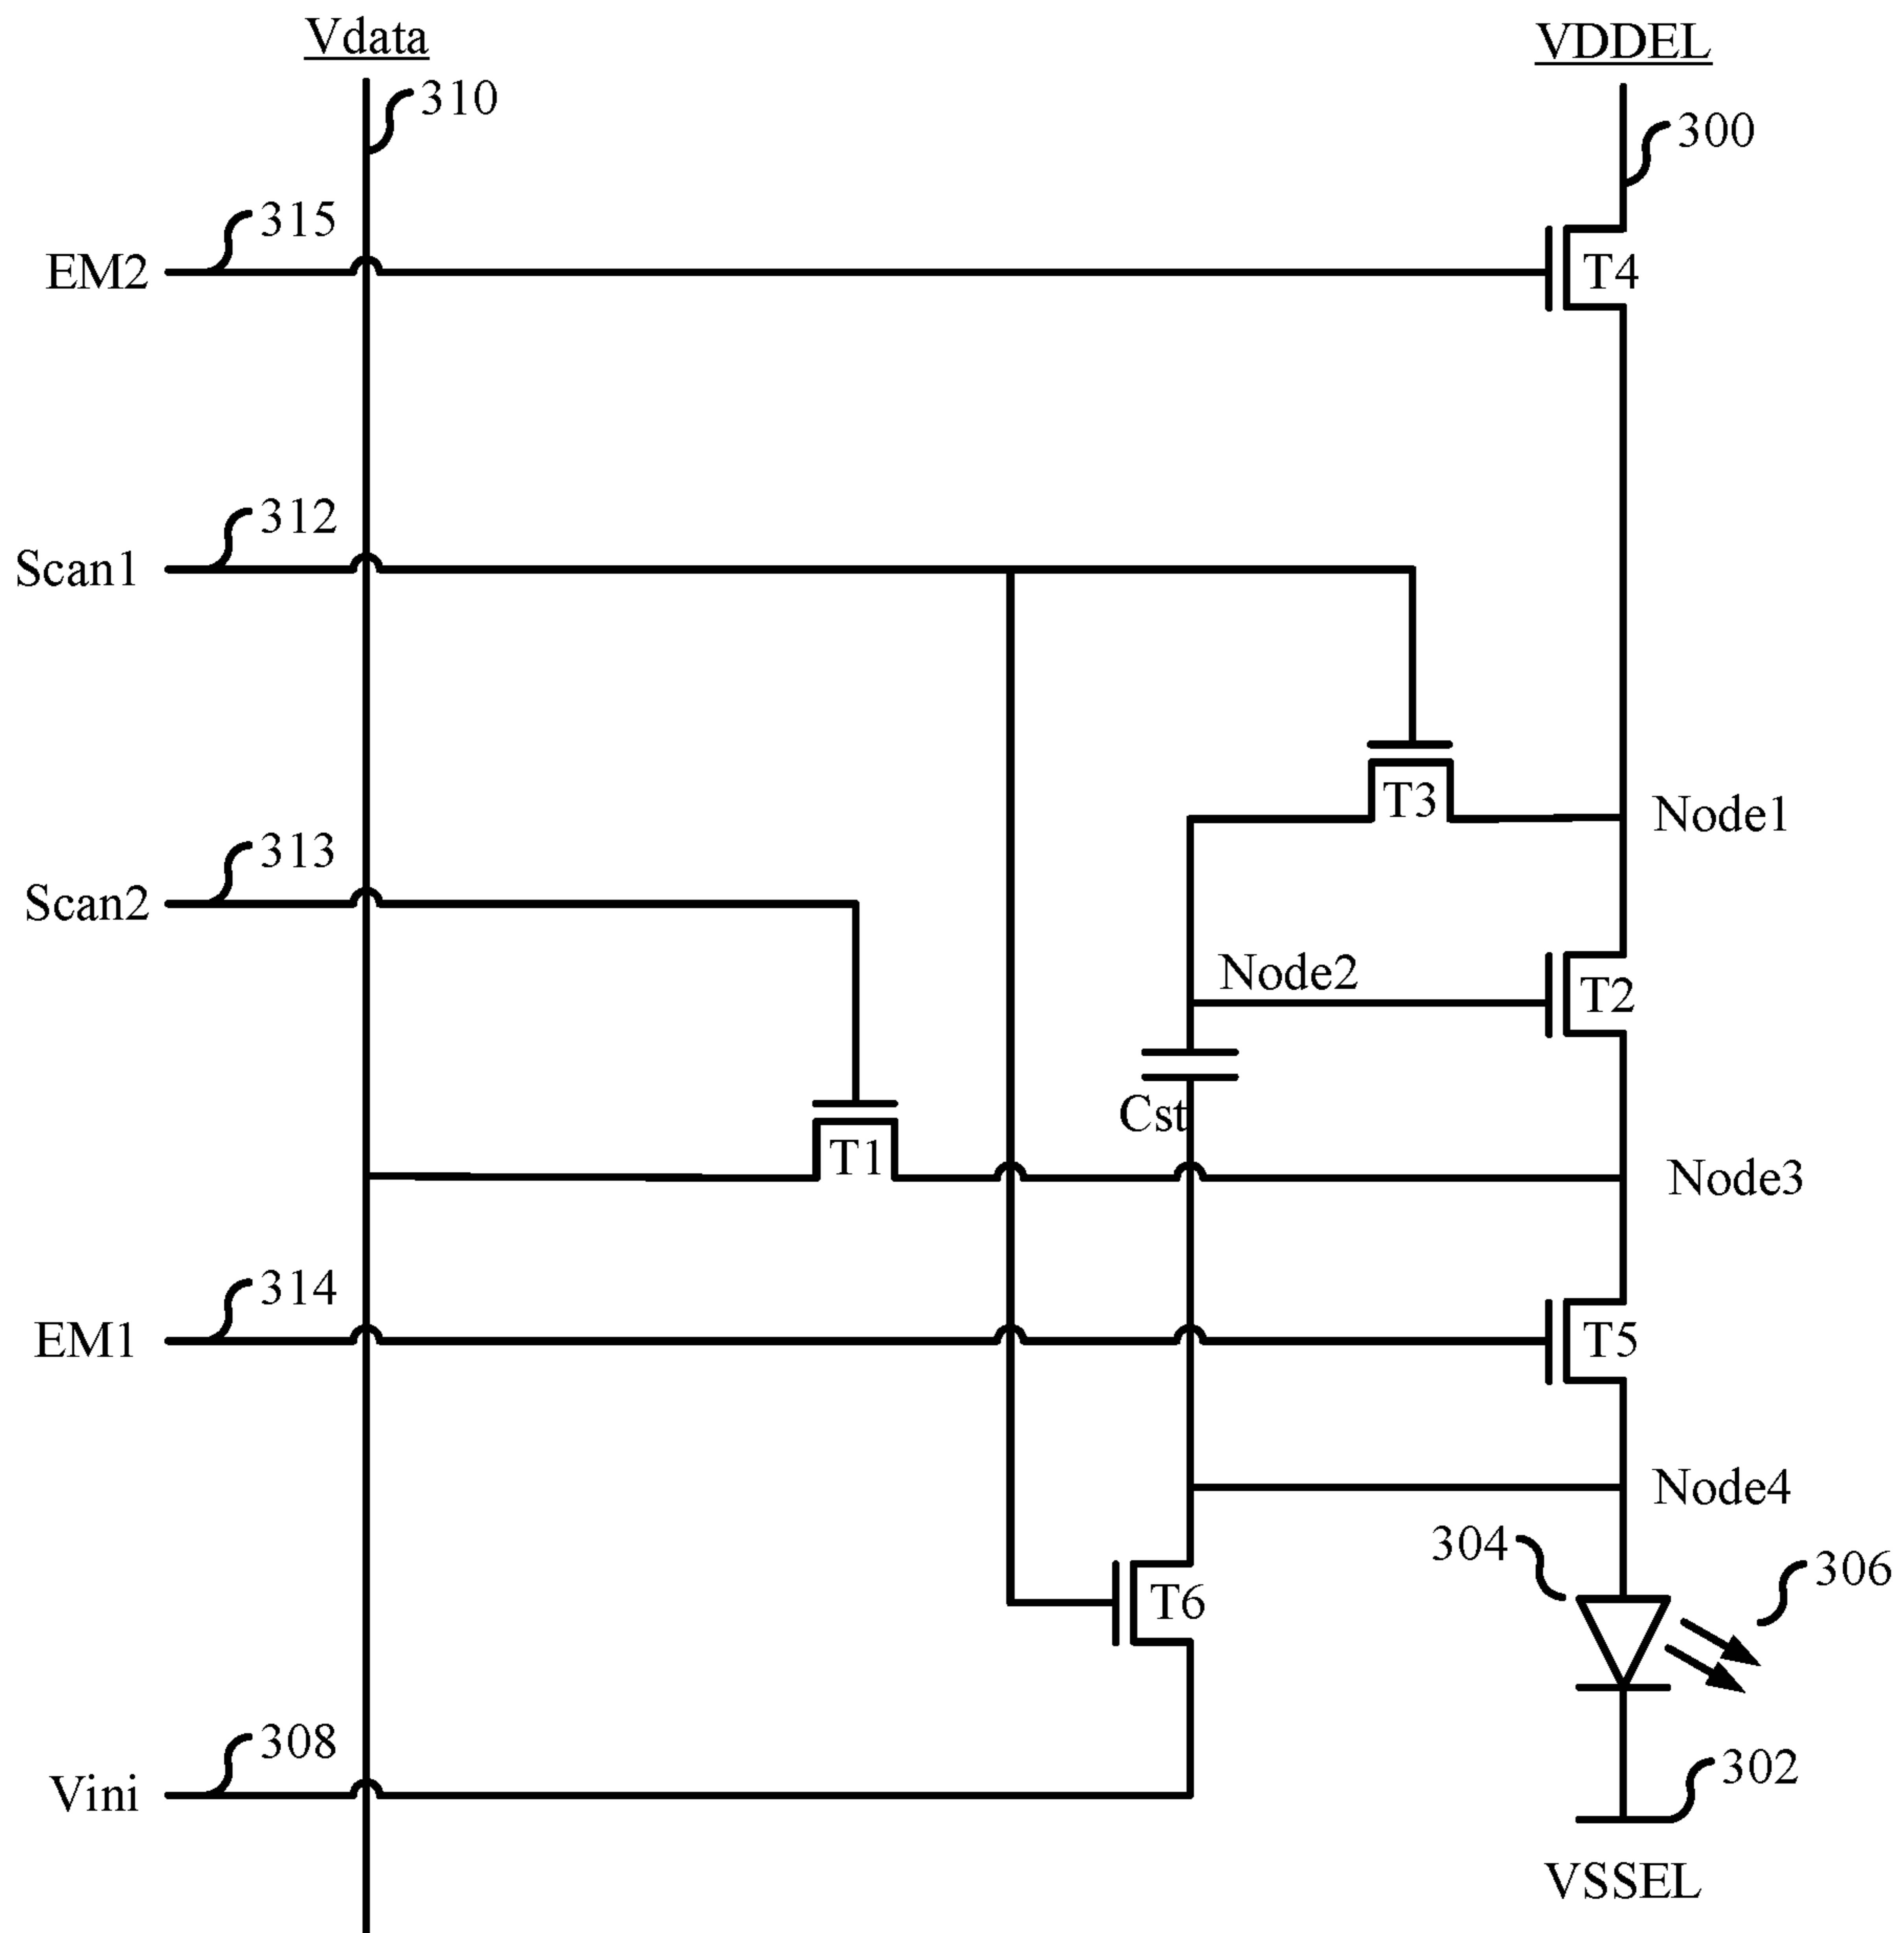 Vdata
VDDEL
310
300
315
EM2
T4
312
Scan1
T3
Node1
313
Scan2
Node2
T2
Cst
T1
Node3
314
EM1
T5
Node4
304
306
T6
308
Vini
302
VSSEL